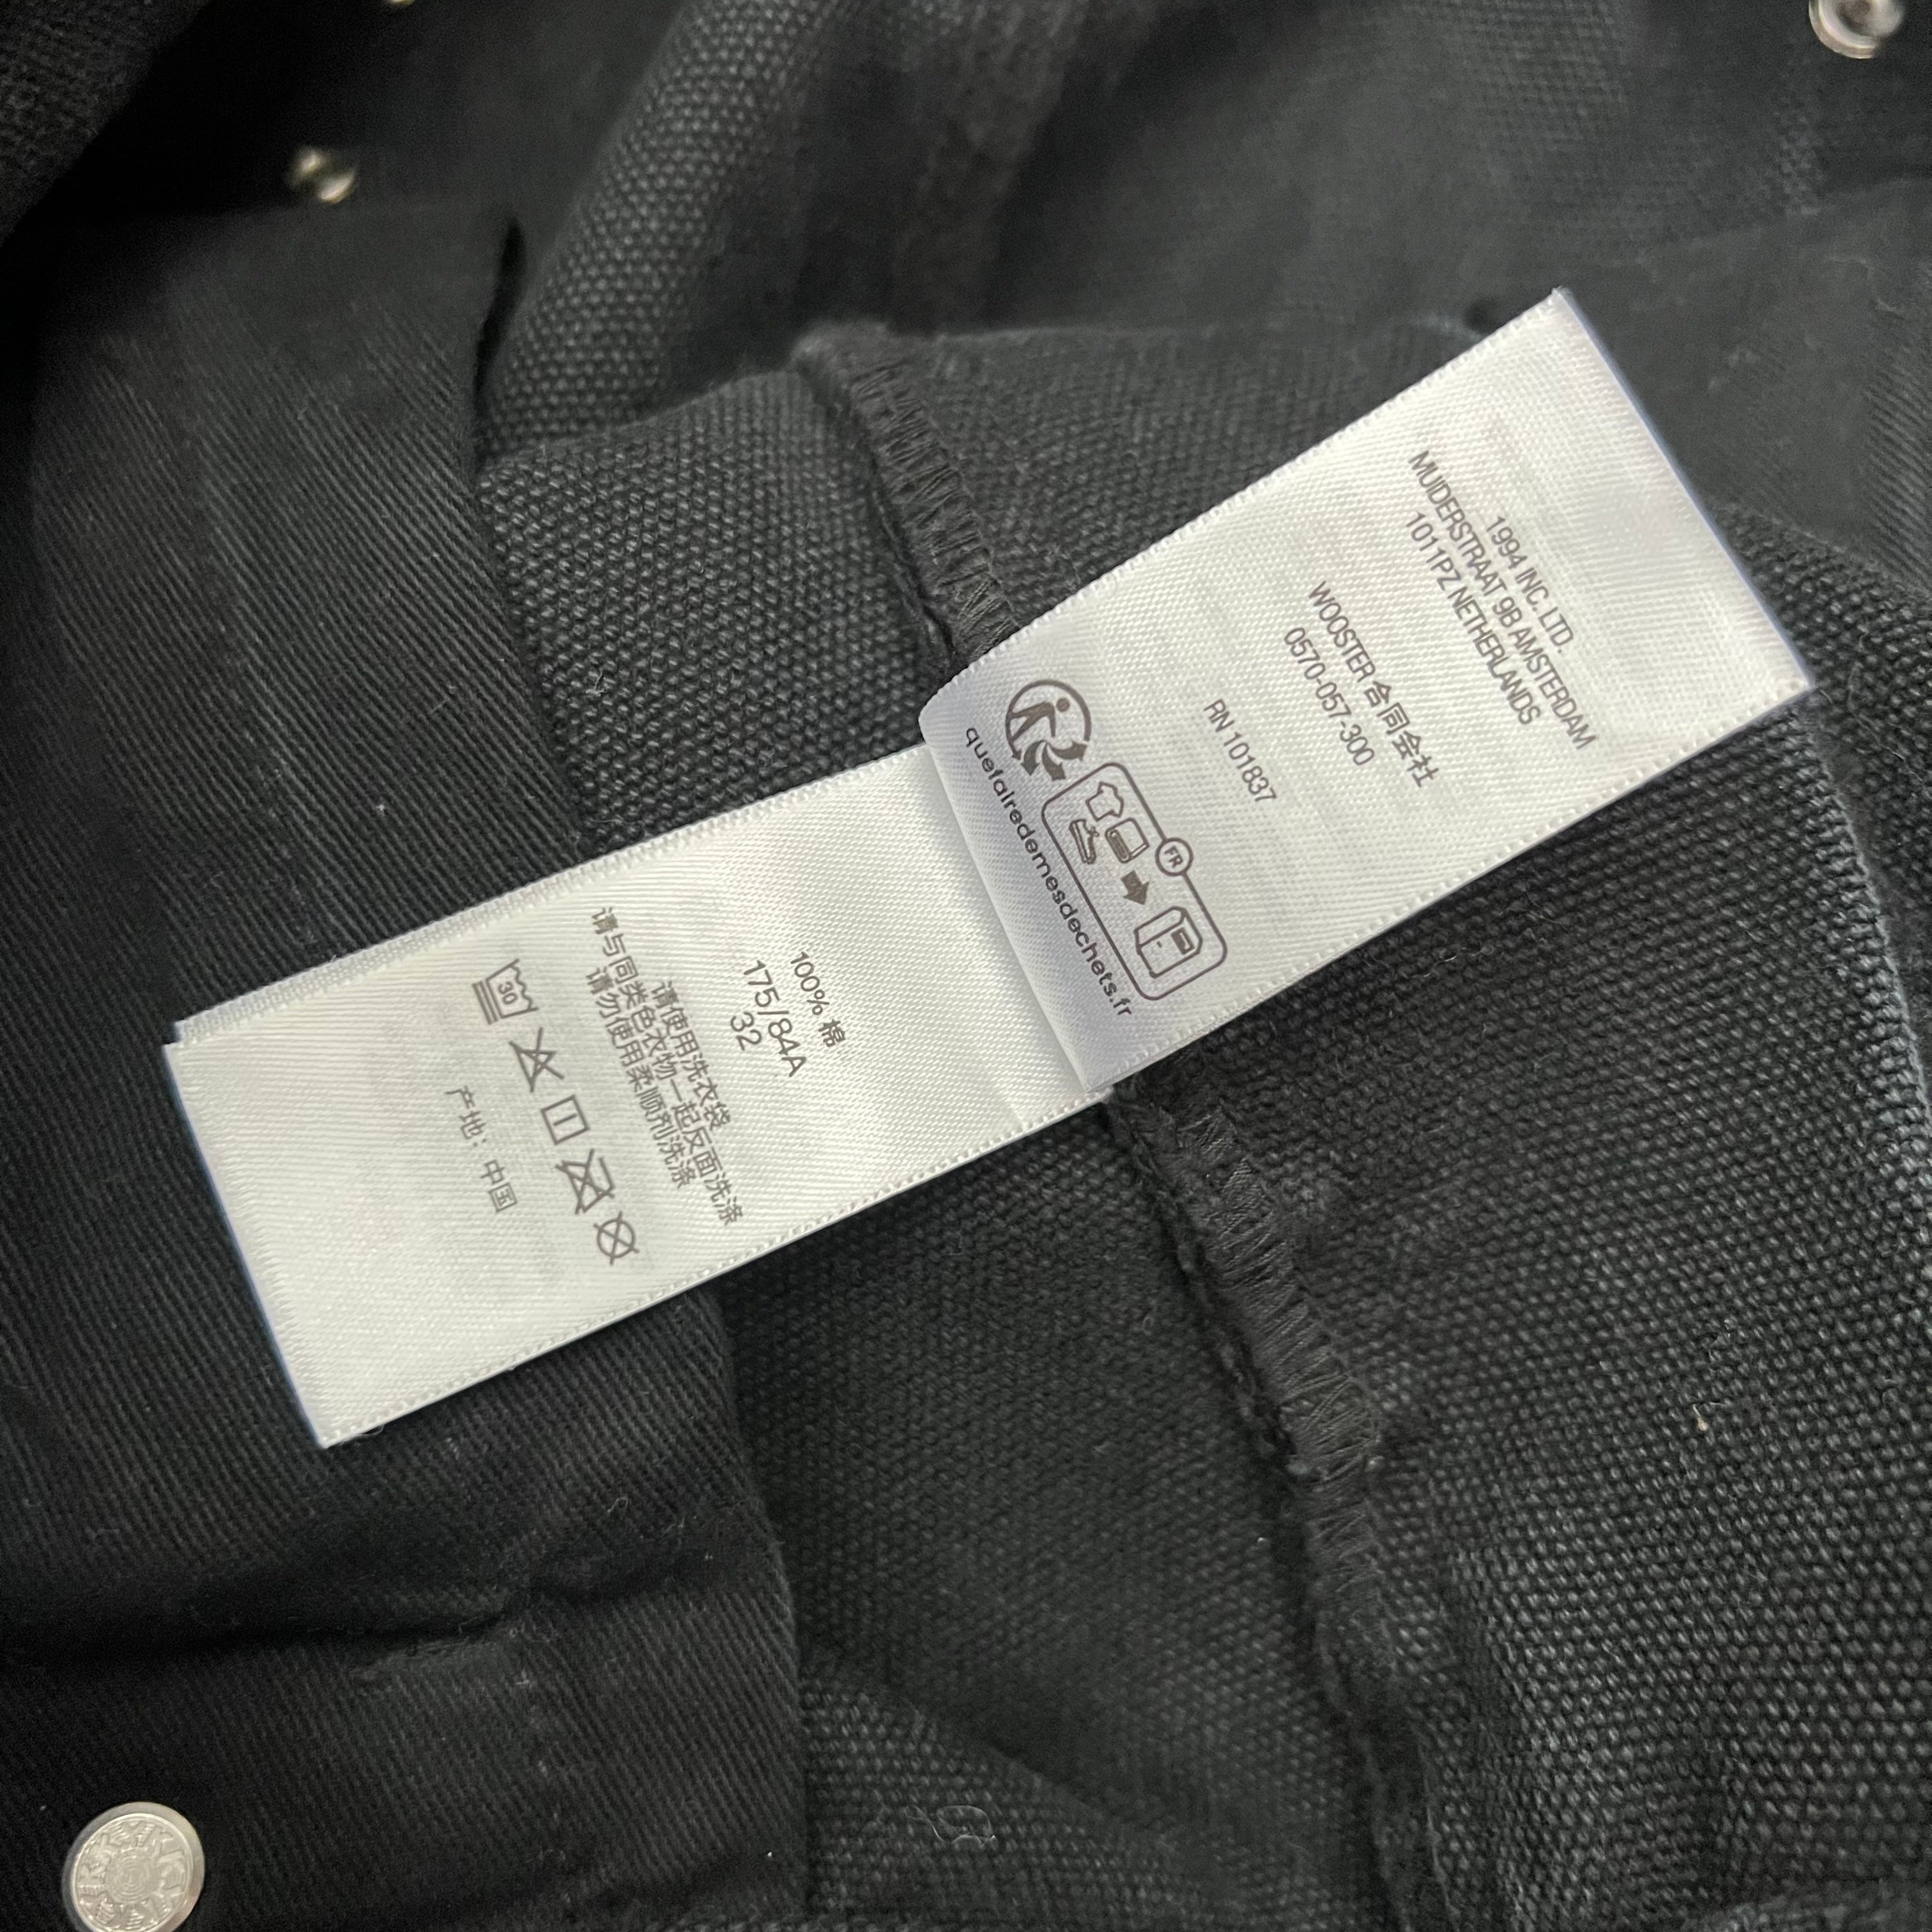 1994 INC. LTD.
MUIDERSTRAAT 9B AMSTERDAM
1011PZ NETHERLANDS
WOOSTER 合同会社
0570-057-300
RN 101837
FR
quefairedemesdechets.fr
100% 棉
175/84A
32
请使用洗衣袋
请与同类色衣物一起反面洗涤
请勿使用柔顺剂洗涤
30
产地：中国